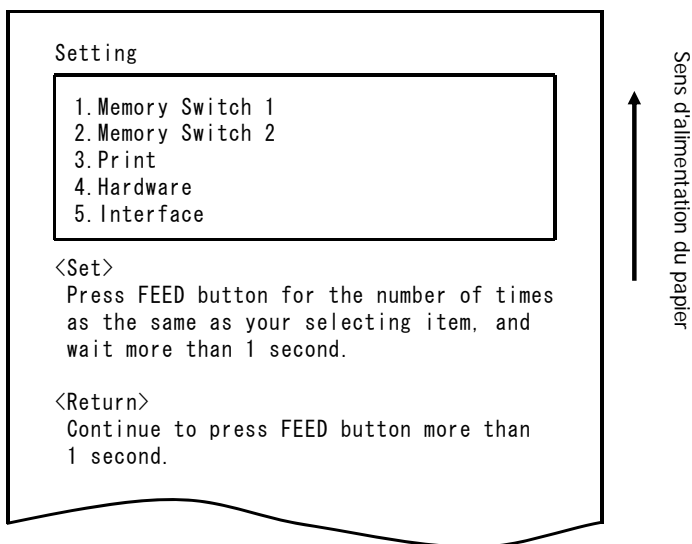 Setting
1.Memory Switch 1
2.Memory Switch 2
3.Print
4.Hardware
5.Interface
<Set>
Press FEED button for the number of times
as the same as your selecting item, and
wait more than 1 second.
<Return>
Continue to press FEED button more than
1 second.
Sens d'alimentation du papier